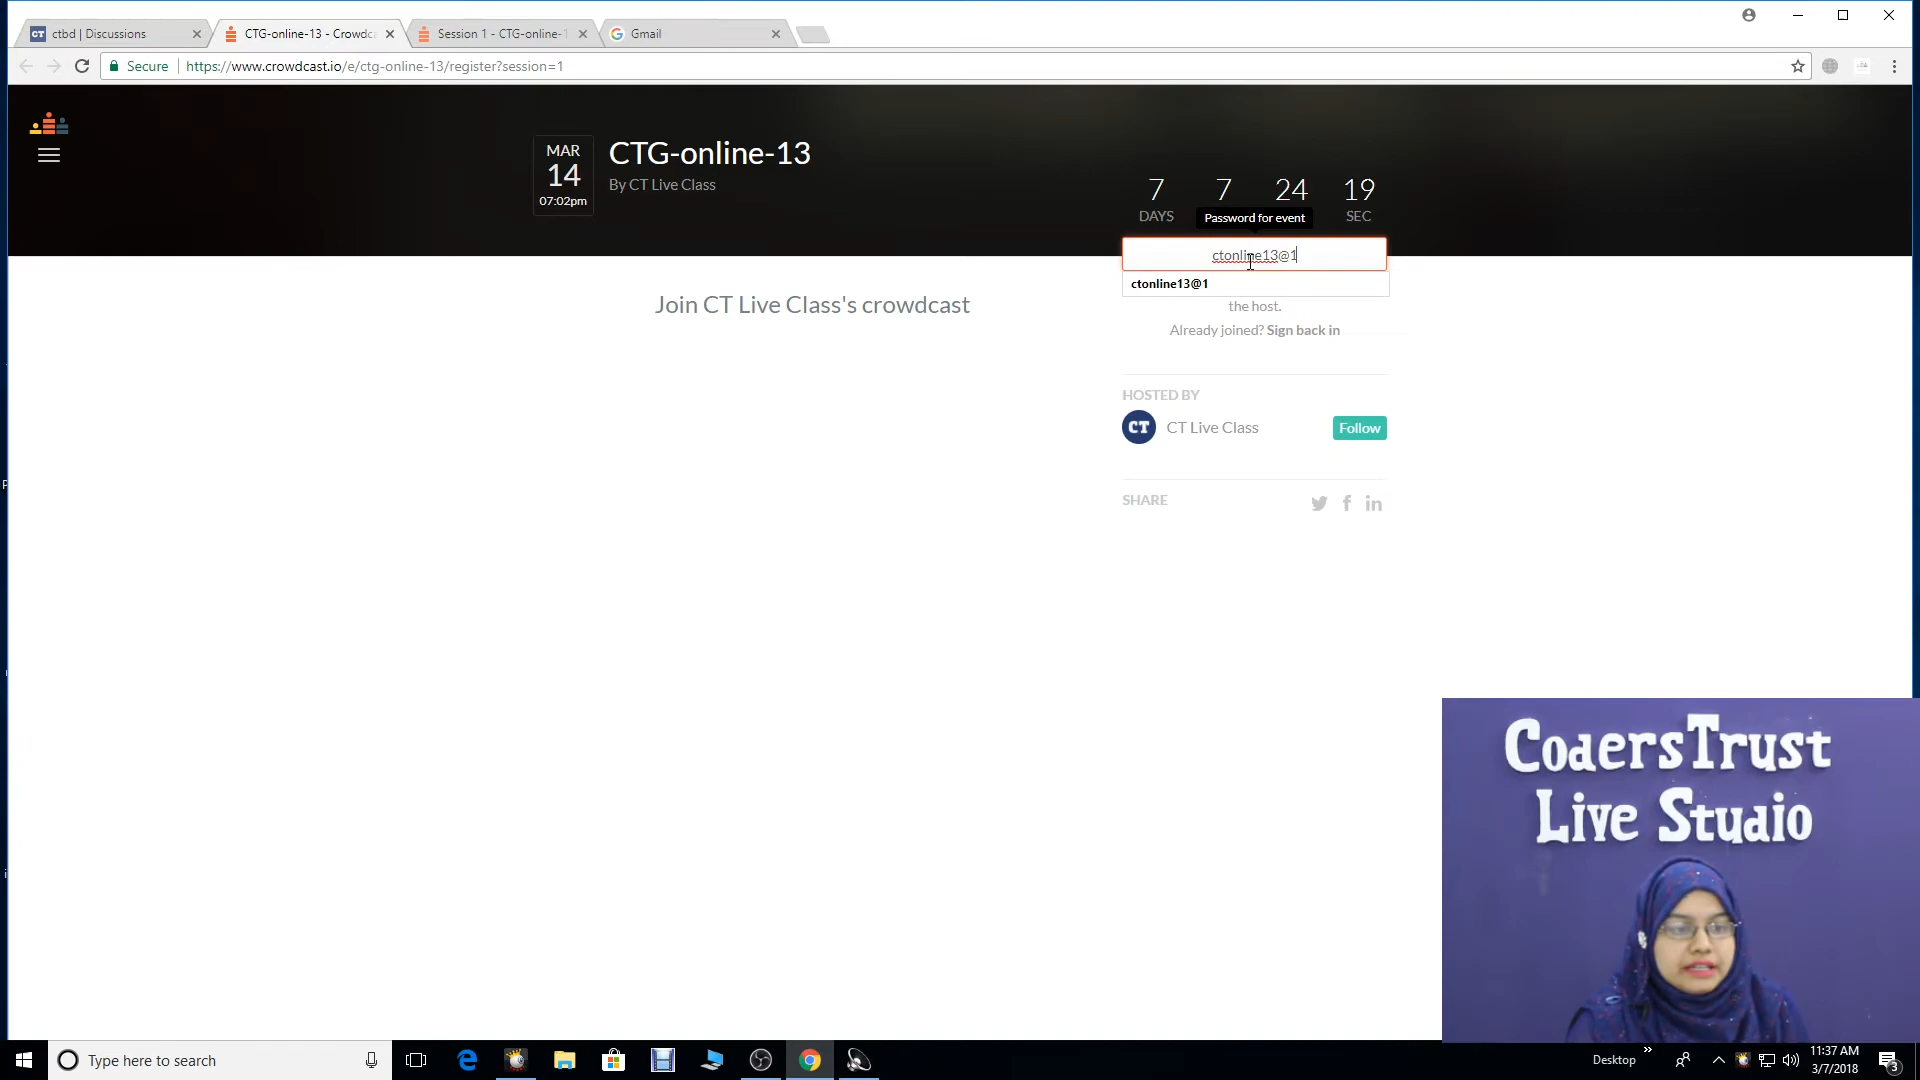 ctbd | Discussions
CTG-online-13 - Crowdca
Session 1 - CTG-online-1
Gmail
Secure
https://www.crowdcast.io/e/ctg-online-13/register?session=1
MAR
14
07:02pm
CTG-online-13
By CT Live Class
7 7 24 19
DAYS SEC
Password for event
ctonline13@1
ctonline13@1
the host.
Already joined? Sign back in
Join CT Live Class's crowdcast
HOSTED BY
CT
CT Live Class
Follow
SHARE
CodersTrust
Live Studio
Type here to search
Desktop
11:37 AM
3/7/2018
3